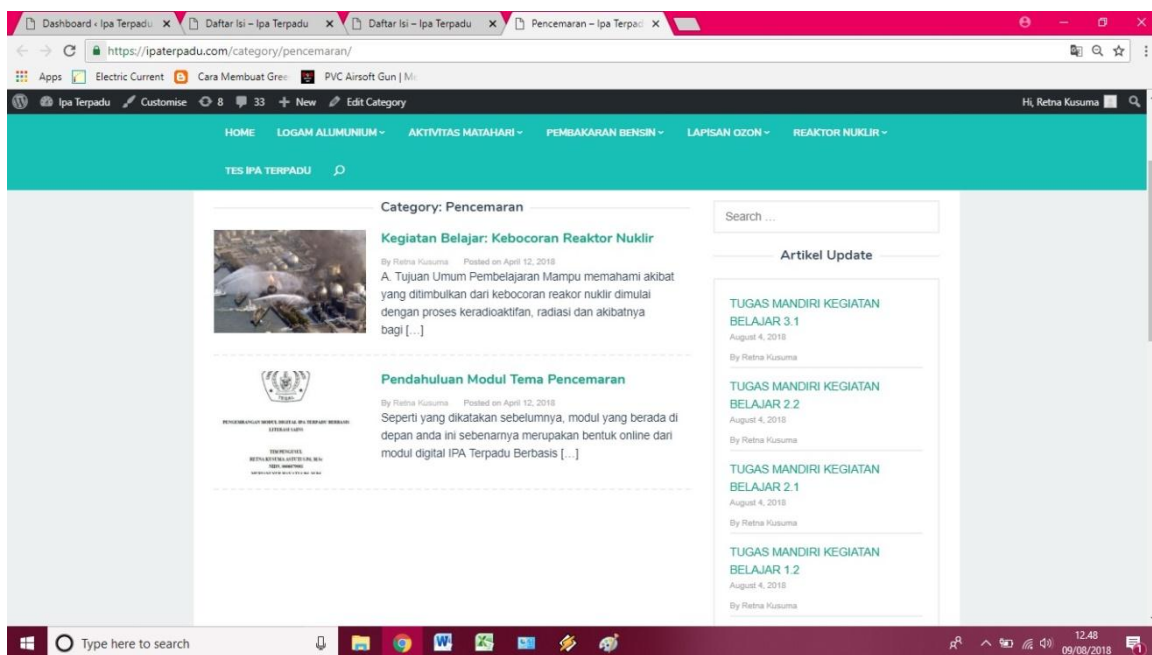 Dashboard ‹ Ipa Terpadu
Daftar Isi – Ipa Terpadu
Daftar Isi – Ipa Terpadu
Pencemaran – Ipa Terpad
https://ipaterpadu.com/category/pencemaran/
Apps Electric Current Cara Membuat Gree PVC Airsoft Gun | M
Ipa Terpadu Customise 8 33 + New Edit Category Hi, Retna Kusuma
HOME LOGAM ALUMUNIUM AKTIVITAS MATAHARI PEMBAKARAN BENSIN LAPISAN OZON REAKTOR NUKLIR
TES IPA TERPADU
Category: Pencemaran
Kegiatan Belajar: Kebocoran Reaktor Nuklir
By Retna Kusuma Posted on April 12, 2018
A. Tujuan Umum Pembelajaran Mampu memahami akibat
yang ditimbulkan dari kebocoran reakor nuklir dimulai
dengan proses keradioaktifan, radiasi dan akibatnya
bagi […]
PENGEMBANGAN MODUL DIGITAL IPA TERPADU BERBASIS
LITERASI SAINS
Pendahuluan Modul Tema Pencemaran
By Retna Kusuma Posted on April 12, 2018
Seperti yang dikatakan sebelumnya, modul yang berada di
depan anda ini sebenarnya merupakan bentuk online dari
modul digital IPA Terpadu Berbasis […]
Search …
Artikel Update
TUGAS MANDIRI KEGIATAN
BELAJAR 3.1
August 4, 2018
By Retna Kusuma
TUGAS MANDIRI KEGIATAN
BELAJAR 2.2
August 4, 2018
By Retna Kusuma
TUGAS MANDIRI KEGIATAN
BELAJAR 2.1
August 4, 2018
By Retna Kusuma
TUGAS MANDIRI KEGIATAN
BELAJAR 1.2
August 4, 2018
By Retna Kusuma
Type here to search
12.48
09/08/2018